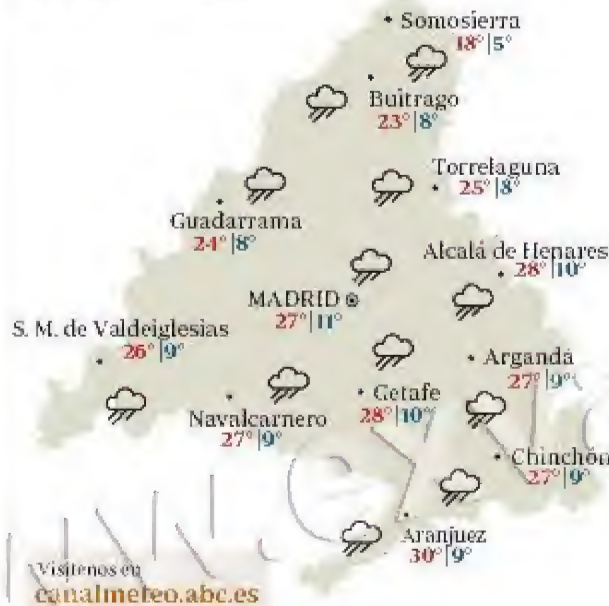 Somosierra
18°|5°
Buitrago
23°|8°
Torrelaguna
25°|8°
Guadarrama
24°|8°
Alcalá de Henares
28°|10°
MADRID
27°|11°
S. M. de Valdeiglesias
26°|9°
Arganda
27°|9°
Getafe
28°|10°
Navalcarnero
27°|9°
Chinchón
27°|9°
Aranjuez
30°|9°
Visítenos en
canalmeteo.abc.es